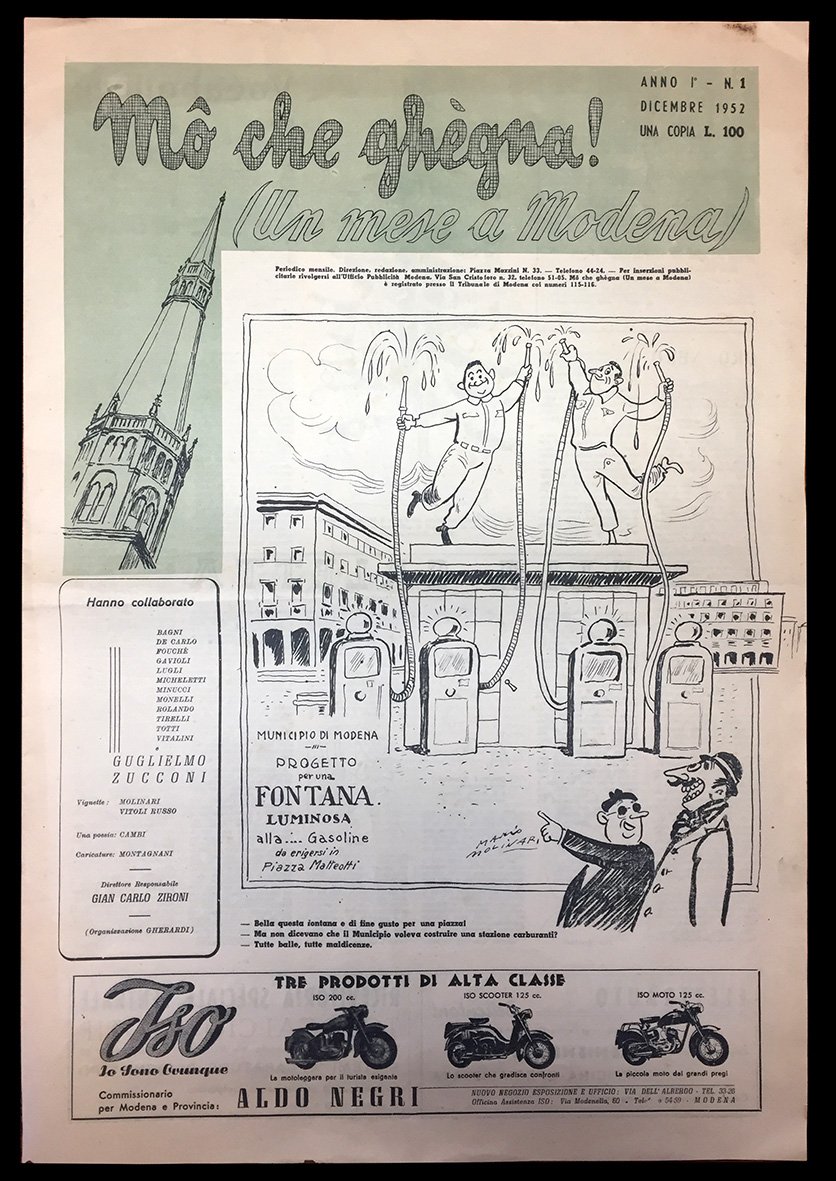 Mô che ghègna!
(Un mese a Modena)
ANNO I° - N. 1
DICEMBRE 1952
UNA COPIA L. 100
Periodico mensile. Direzione, redazione, amministrazione: Piazza Mazzini N. 33. — Telefono 44-24. — Per inserzioni pubbli-
citarie rivolgersi all'Ufficio Pubblicità Modena. Via San Cristoforo n. 32. telefono 51-05. Mô che ghègna (Un mese a Modena)
è registrato presso il Tribunale di Modena coi numeri 115-116.
Hanno collaborato
BAGNI
DE CARLO
FOUCHÈ
GAVIOLI
LUGLI
MICHELETTI
MINUCCI
MONELLI
ROLANDO
TIRELLI
TOTTI
VITALINI
e
GUGLIELMO
ZUCCONI
Vignette: MOLINARI
VITOLI RUSSO
Una poesia: CAMBI
Caricature: MONTAGNANI
Direttore Responsabile
GIAN CARLO ZIRONI
(Organizzazione GHERARDI)
MUNICIPIO DI MODENA
PROGETTO
per una
FONTANA
LUMINOSA
alla .... Gasoline
da erigersi in
Piazza Matteotti
MARIO
MOLINARI
— Bella questa fontana e di fine gusto per una piazza!
— Ma non dicevano che il Municipio voleva costruire una stazione carburanti?
— Tutte balle, tutte maldicenze.
TRE PRODOTTI DI ALTA CLASSE
Iso
Io Sono Ovunque
ISO 200 cc.
La motoleggera per il turista esigente
ISO SCOOTER 125 cc.
Lo scooter che gradisce confronti
ISO MOTO 125 cc.
La piccola moto dai grandi pregi
Commissionario
per Modena e Provincia:
ALDO NEGRI
NUOVO NEGOZIO ESPOSIZIONE E UFFICIO: VIA DELL'ALBERGO - TEL. 33-26
Officina Assistenza ISO: Via Modenella, 60 - 54 59 - MODENA